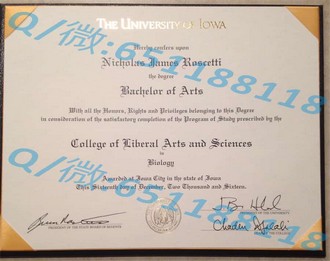 THE UNIVERSITY OF IOWA
Hereby confers upon
Nicholas James Roscetti
the degree
Bachelor of Arts
With all the Honors, Rights and Privileges belonging to this Degree
in consideration of the satisfactory completion of the Program of Study prescribed by the
College of Liberal Arts and Sciences
in
Biology
Awarded at Iowa City in the state of Iowa
This Sixteenth day of December, Two Thousand and Sixteen.
Q/微:651188118
Q/微:651188118